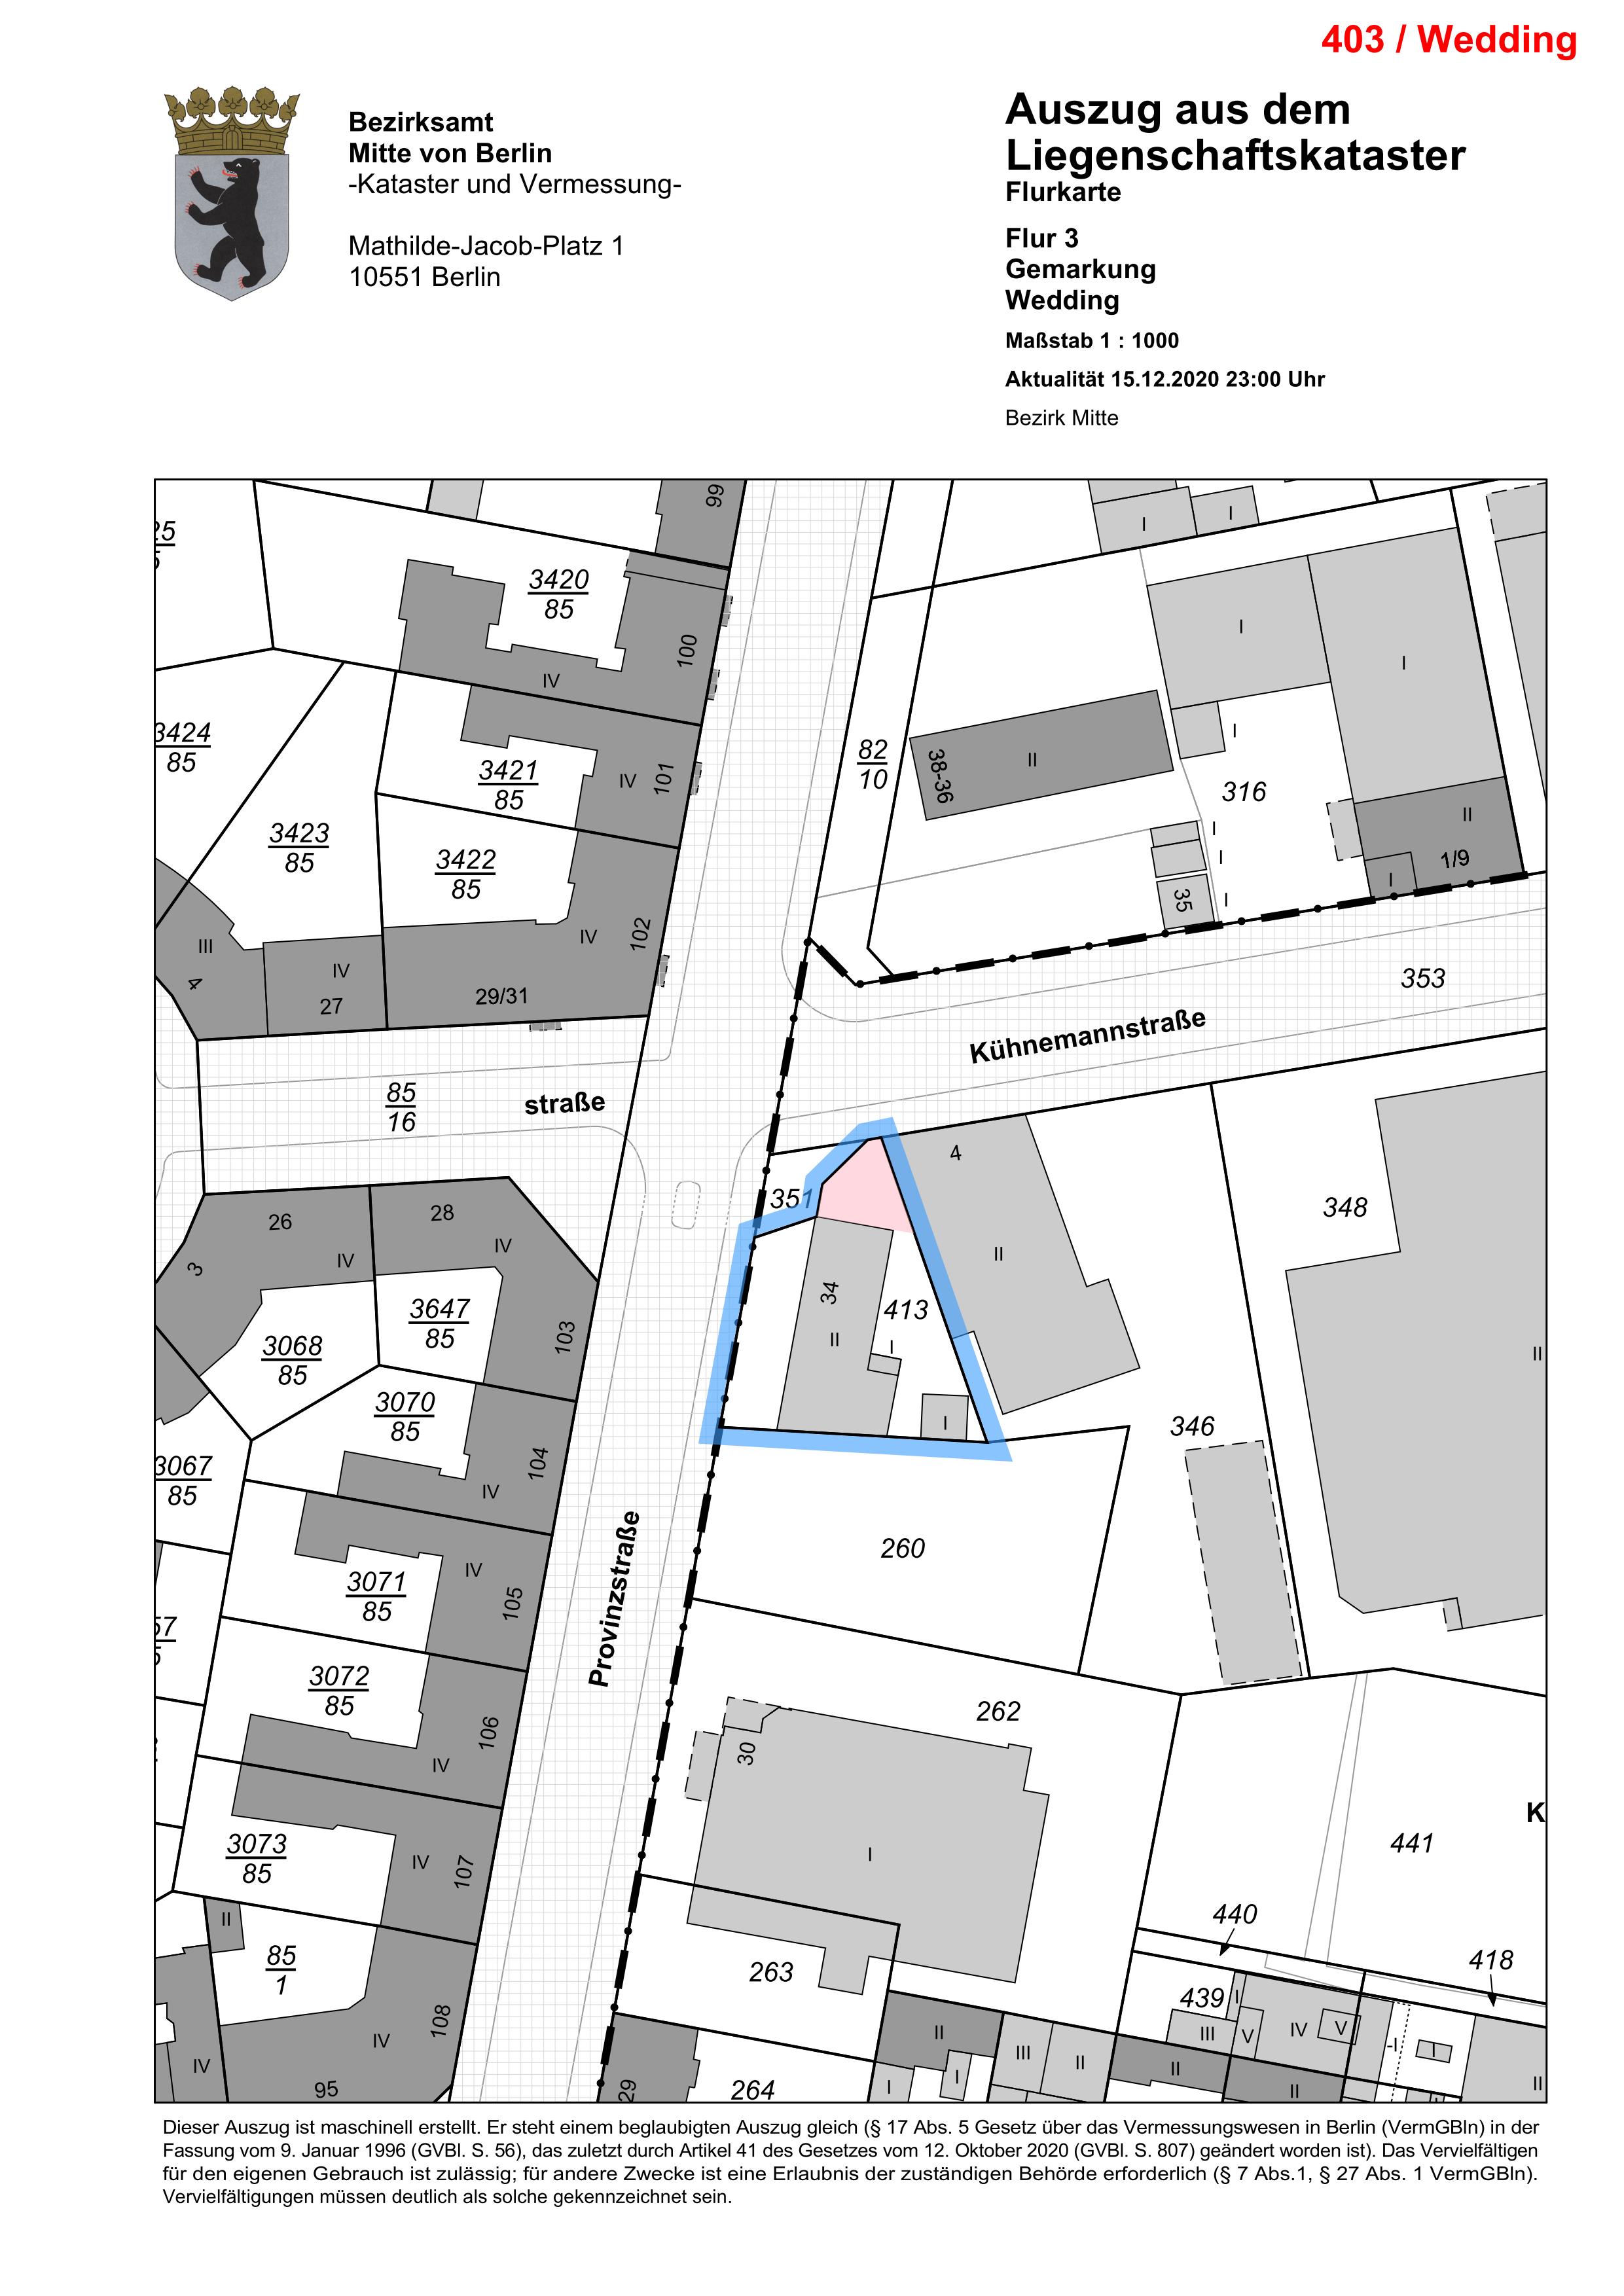 403 / Wedding
Bezirksamt
Mitte von Berlin
-Kataster und Vermessung-
Mathilde-Jacob-Platz 1
10551 Berlin
Auszug aus dem
Liegenschaftskataster
Flurkarte
Flur 3
Gemarkung
Wedding
Maßstab 1 : 1000
Aktualität 15.12.2020 23:00 Uhr
Bezirk Mitte
99
I
I
3420
85
100
IV
I
I
3424
85
82
10
38-36
II
I
316
3421
85
IV
101
3423
85
3422
85
I
I
II
1/9
I
35
I
III
IV
IV
102
4
27
29/31
353
Kühnemannstraße
85
16
straße
4
351
348
26
28
IV
IV
3
II
34
413
3647
85
103
3068
85
II
I
II
3070
85
I
346
104
IV
3067
85
260
Provinzstraße
IV
3071
85
105
3072
85
262
106
IV
30
K
3073
85
IV
107
I
441
440
II
418
85
1
263
439
I
108
IV
II
III
II
III
V
IV
V
-I
I
IV
95
29
264
I
I
II
II
II
Dieser Auszug ist maschinell erstellt. Er steht einem beglaubigten Auszug gleich (§ 17 Abs. 5 Gesetz über das Vermessungswesen in Berlin (VermGBln) in der
Fassung vom 9. Januar 1996 (GVBl. S. 56), das zuletzt durch Artikel 41 des Gesetzes vom 12. Oktober 2020 (GVBl. S. 807) geändert worden ist). Das Vervielfältigen
für den eigenen Gebrauch ist zulässig; für andere Zwecke ist eine Erlaubnis der zuständigen Behörde erforderlich (§ 7 Abs.1, § 27 Abs. 1 VermGBln).
Vervielfältigungen müssen deutlich als solche gekennzeichnet sein.